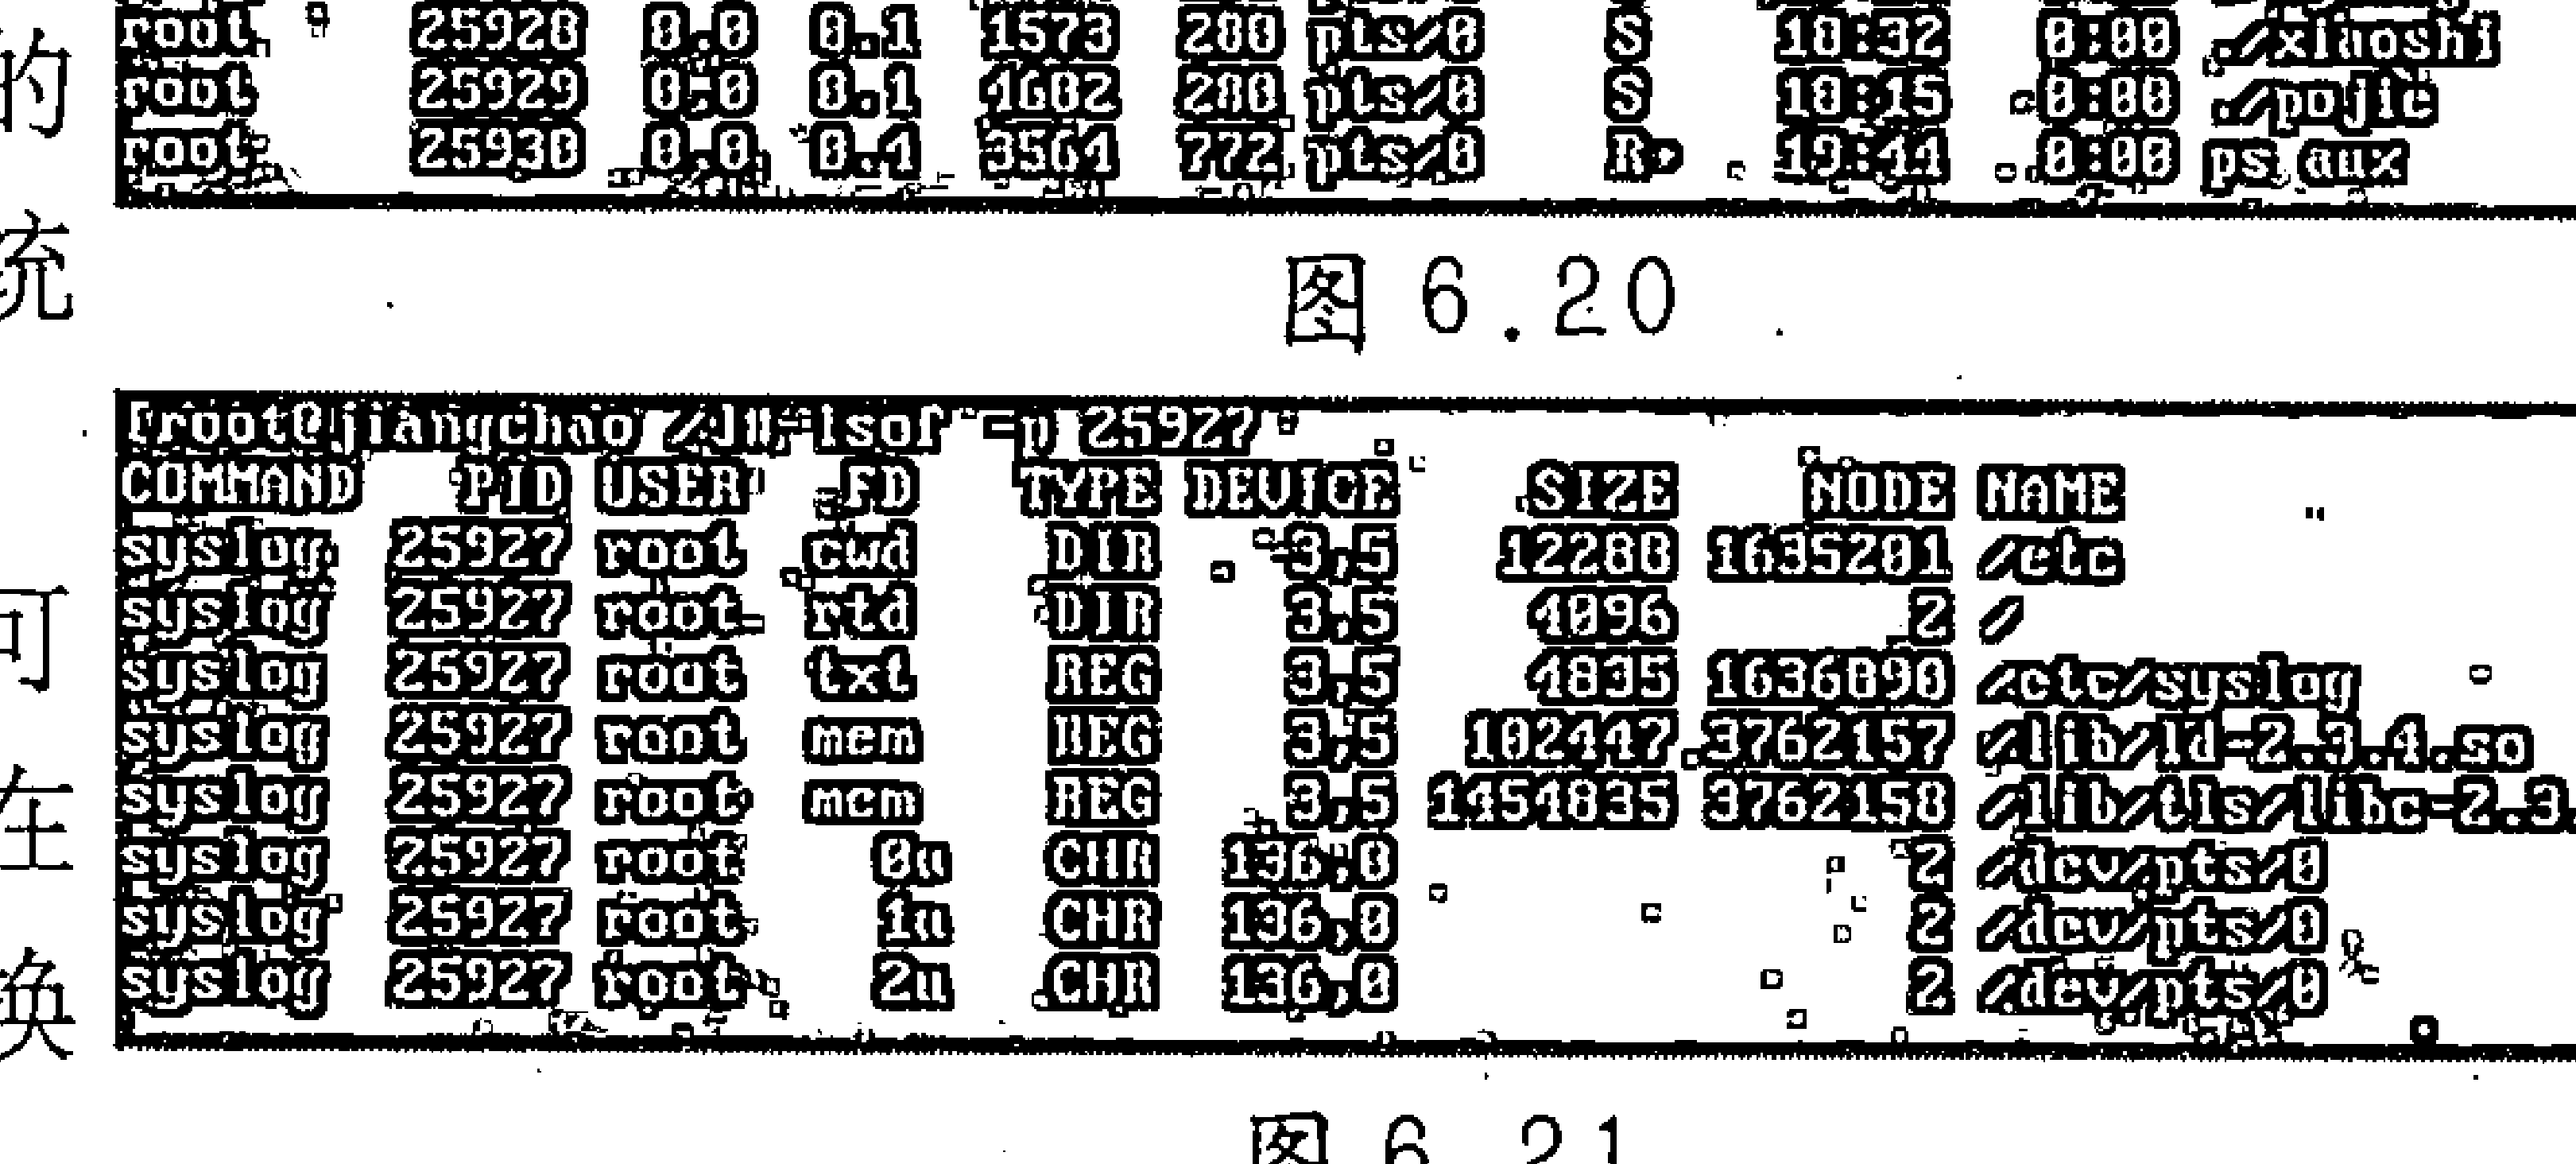 的
root 25928 0.0 0.1 1573 280 pts/0 S 10:32 0:00 ./xiaoshi
root 25929 0.0 0.1 1602 280 pts/0 S 10:15 0:00 ./pojie
root 25930 0.0 0.4 3564 772 pts/0 R 19:44 0:00 ps aux
统
图 6.20
[root@jiangchao /]# lsof -p 25927
COMMAND PID USER FD TYPE DEVICE SIZE NODE NAME
syslog 25927 root cwd DIR 3,5 12288 1635201 /etc
syslog 25927 root rtd DIR 3,5 4096 2 /
可
syslog 25927 root txt REG 3,5 4835 1636890 /etc/syslog
syslog 25927 root mem REG 3,5 102447 3762157 /lib/ld-2.3.4.so
syslog 25927 root mem REG 3,5 1454835 3762158 /lib/tls/libc-2.3.
在
syslog 25927 root 0u CHR 136,0 2 /dev/pts/0
syslog 25927 root 1u CHR 136,0 2 /dev/pts/0
syslog 25927 root 2u CHR 136,0 2 /dev/pts/0
换
图 6.21